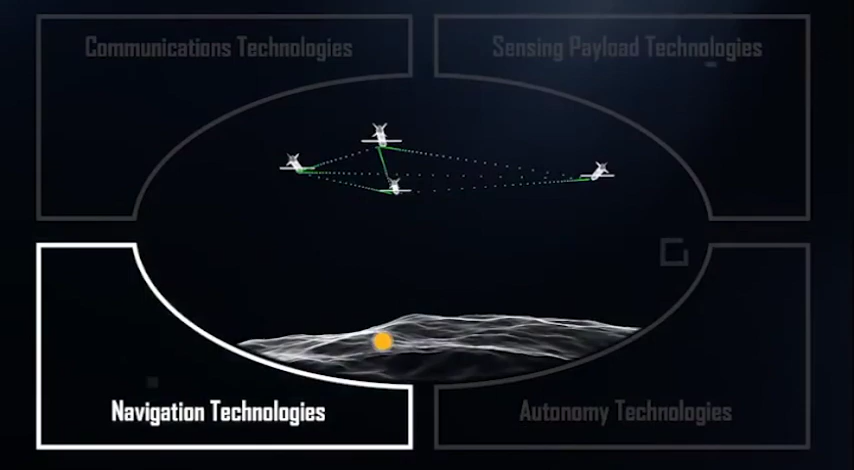 Communications Technologies
Sensing Payload Technologies
Navigation Technologies
Autonomy Technologies